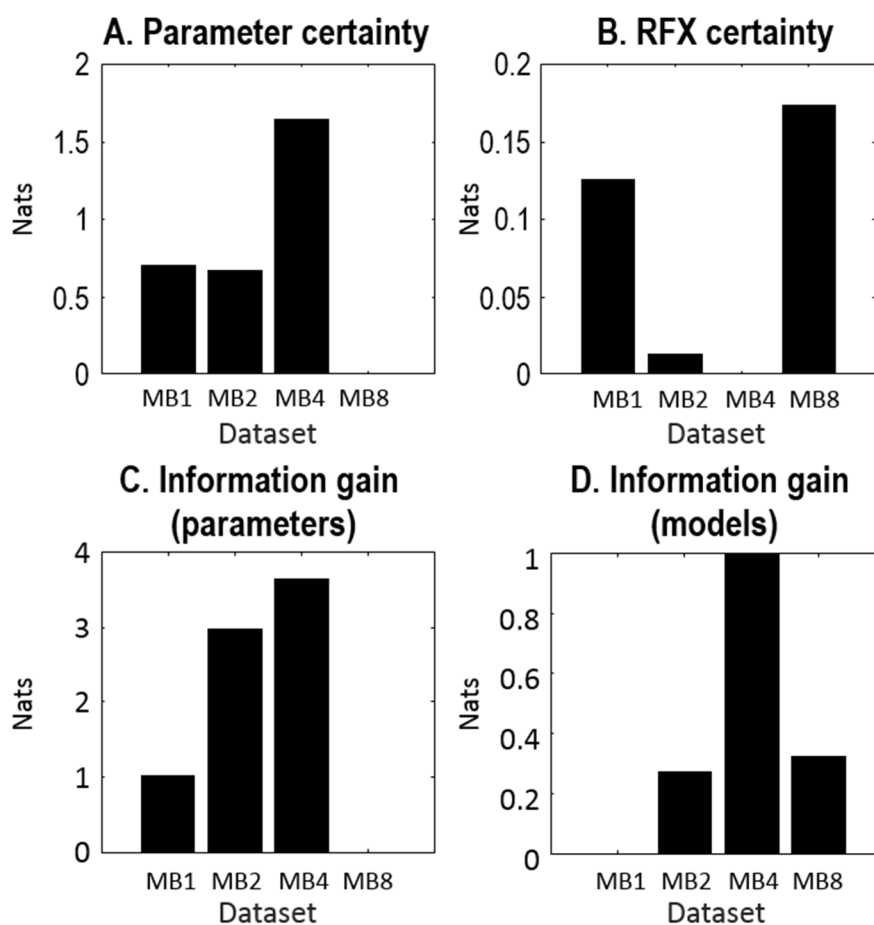 A. Parameter certainty
2
1.5
1
0.5
0
Nats
MB1 MB2 MB4 MB8
Dataset
B. RFX certainty
0.2
0.15
0.1
0.05
0
Nats
MB1 MB2 MB4 MB8
Dataset
C. Information gain
(parameters)
4
3
2
1
0
Nats
MB1 MB2 MB4 MB8
Dataset
D. Information gain
(models)
1
0.8
0.6
0.4
0.2
0
Nats
MB1 MB2 MB4 MB8
Dataset